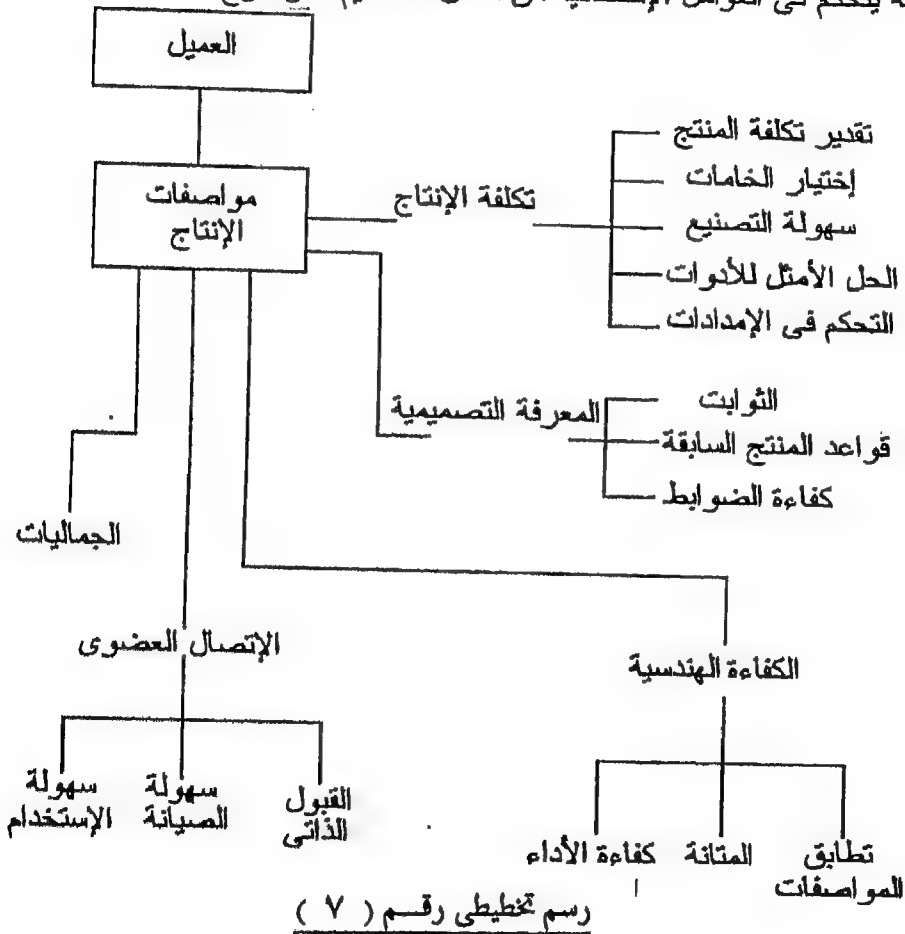 العميل
مواصفات
الإنتاج
تكلفة الإنتاج
تقدير تكلفة المنتج
إختيار الخامات
سهولة التصنيع
الحل الأمثل للأدوات
التحكم فى الإمدادات
المعرفة التصميمية
الثوابت
قواعد المنتج السابقة
كفاءة الضوابط
الجماليات
الإتصال العضوى
القبول
الذاتى
سهولة
الصيانة
سهولة
الإستخدام
الكفاءة الهندسية
تطابق
المواصفات
المتانة
كفاءة الأداء
رسم تخطيطى رقم ( ٧ )